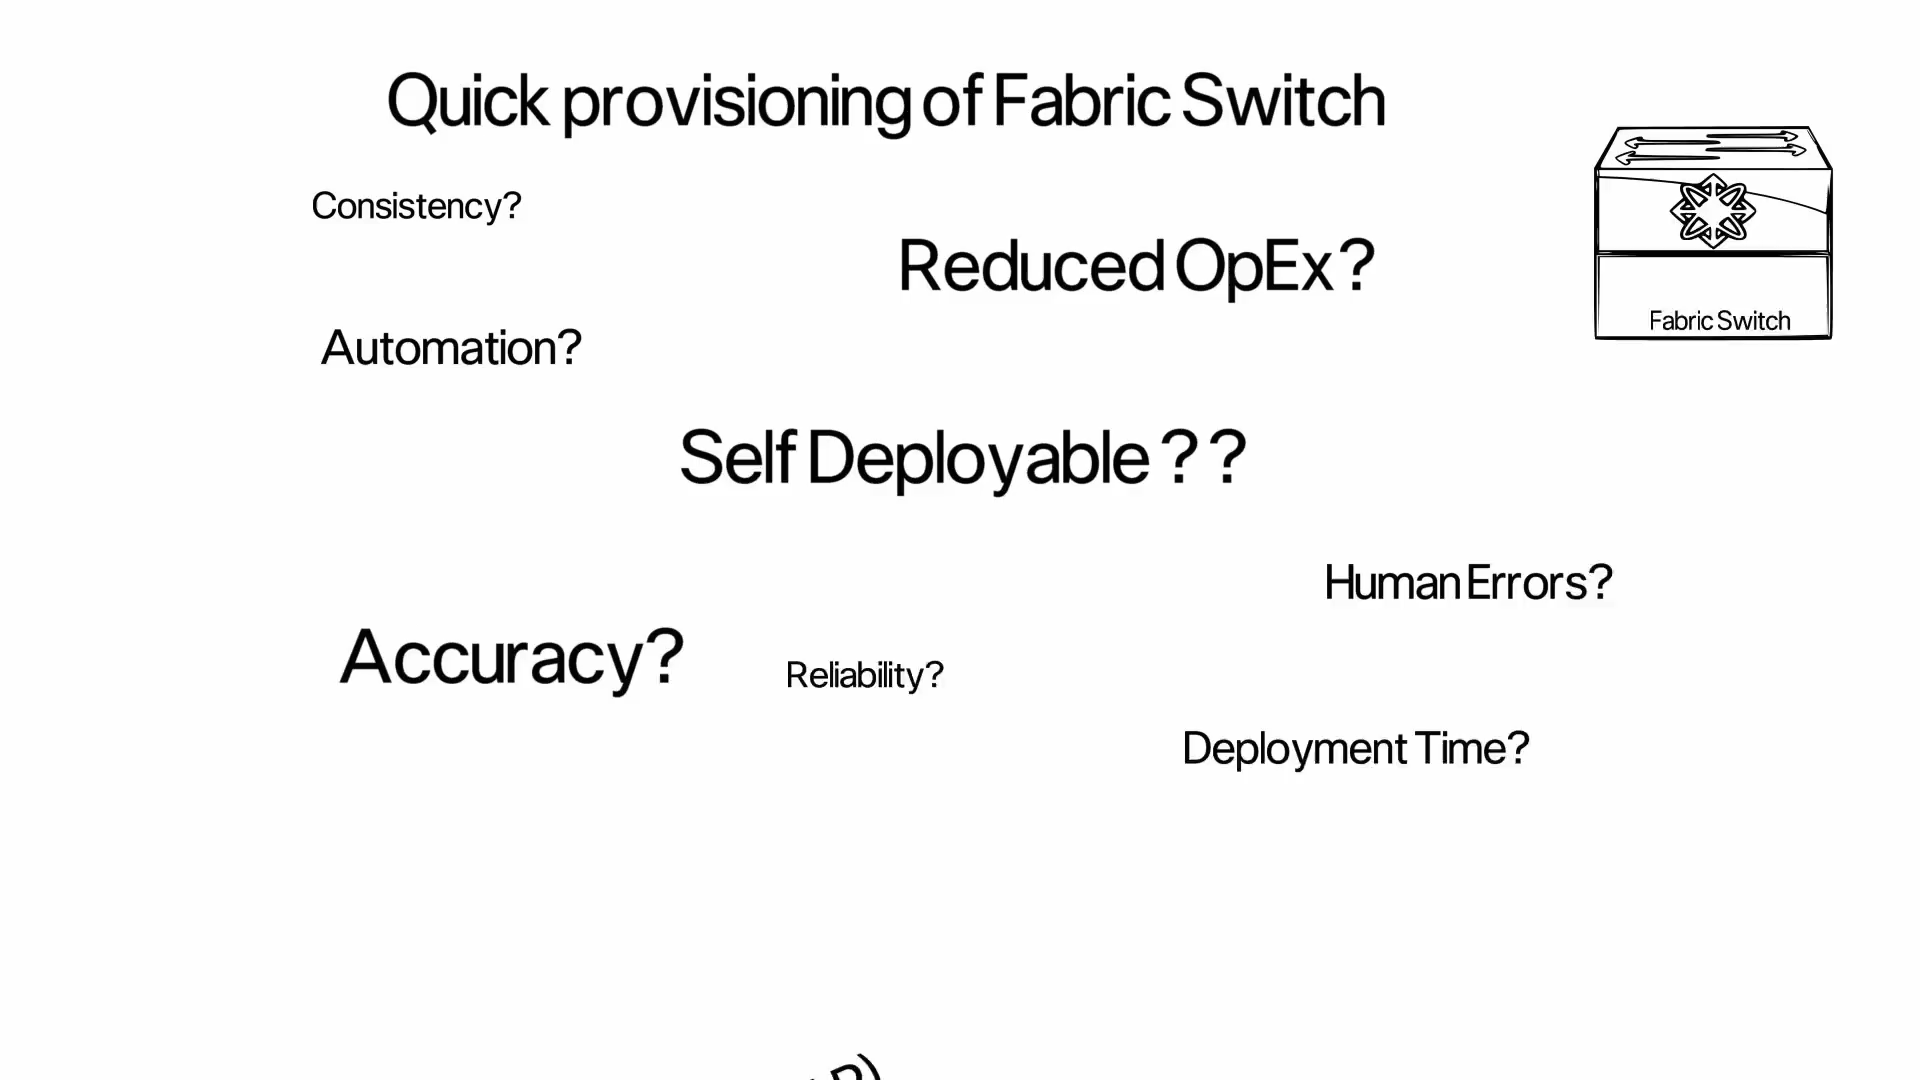 Quick provisioning of Fabric Switch
Consistency?
Reduced OpEx?
Fabric Switch
Automation?
Self Deployable ? ?
Human Errors?
Accuracy?
Reliability?
Deployment Time?